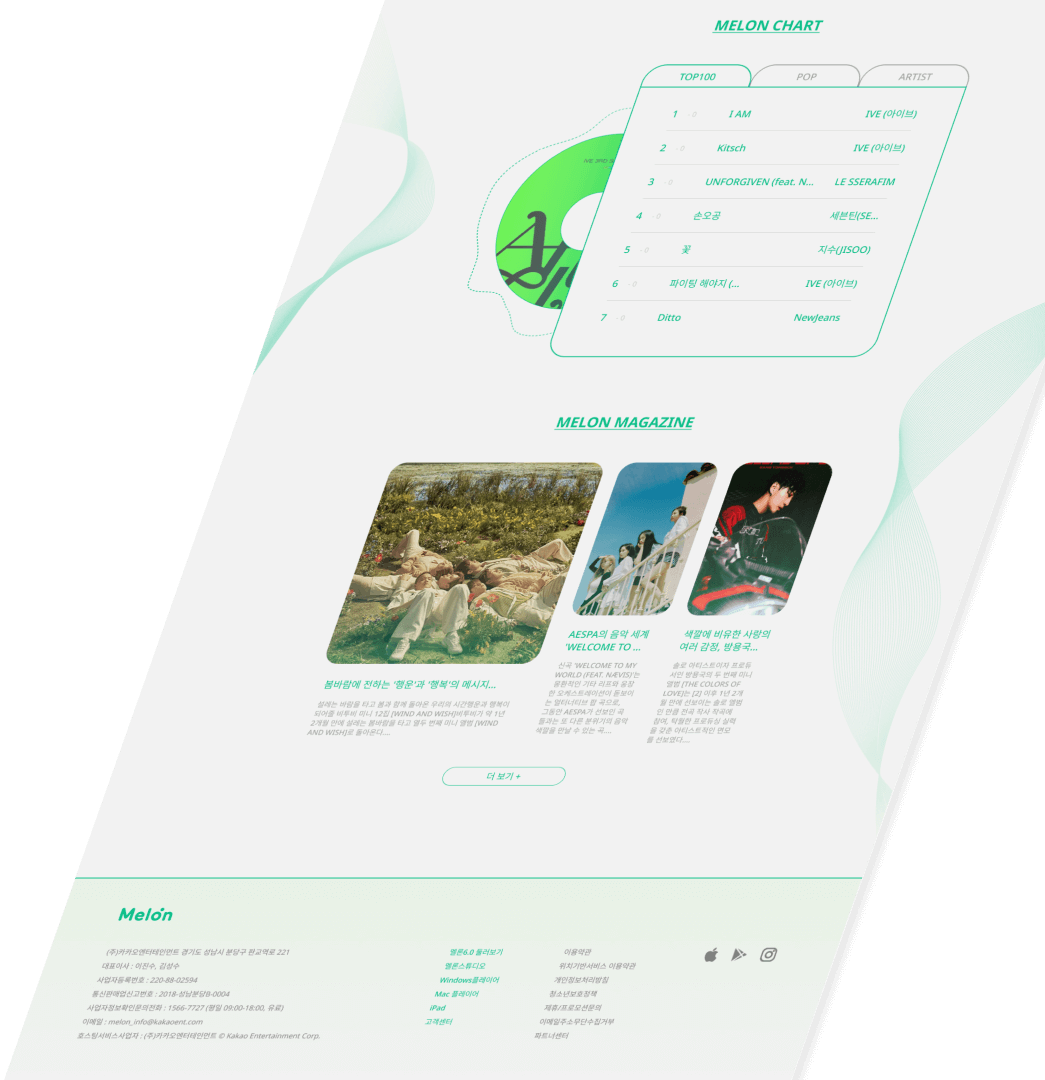 MELON CHART
TOP100 POP ARTIST
1 - 0 I AM IVE (아이브)
2 - 0 Kitsch IVE (아이브)
3 - 0 UNFORGIVEN (feat. N... LE SSERAFIM
4 - 0 손오공 세븐틴(SE...
5 - 0 꽃 지수(JISOO)
6 - 0 파이팅 해야지 (... IVE (아이브)
7 - 0 Ditto NewJeans
MELON MAGAZINE
봄바람에 전하는 '행운'과 '행복'의 메시지...
설레는 바람을 타고 봄과 함께 돌아온 우리의 시간행운과 행복이
되어줄 비투비 미니 12집 [WIND AND WISH]비투비가 약 1년
2개월 만에 설레는 봄바람을 타고 열두 번째 미니 앨범 [WIND
AND WISH]로 돌아온다....
AESPA의 음악 세계
'WELCOME TO ...
신곡 'WELCOME TO MY
WORLD (FEAT. NÆVIS)'는
몽환적인 기타 리프와 웅장
한 오케스트레이션이 돋보이
는 얼터너티브 팝 곡으로,
그동안 AESPA가 선보인 곡
들과는 또 다른 분위기의 음악
색깔을 만날 수 있는 곡....
색깔에 비유한 사랑의
여러 감정, 방용국...
솔로 아티스트이자 프로듀
서인 방용국의 두 번째 미니
앨범 [THE COLORS OF
LOVE]는 [2] 이후 1년 2개
월 만에 선보이는 솔로 앨범
인 만큼 전곡 작사 작곡에
참여, 탁월한 프로듀싱 실력
을 갖춘 아티스트적인 면모
를 선보였다....
더 보기 +
Melon
(주)카카오엔터테인먼트 경기도 성남시 분당구 판교역로 221
대표이사 : 이진수, 김성수
사업자등록번호 : 220-88-02594
통신판매업신고번호 : 2018-성남분당B-0004
사업자정보확인문의전화 : 1566-7727 (평일 09:00-18:00, 유료)
이메일 : melon_info@kakaoent.com
호스팅서비스사업자 : (주)카카오엔터테인먼트 © Kakao Entertainment Corp.
멜론6.0 둘러보기
멜론스튜디오
Windows플레이어
Mac 플레이어
iPad
고객센터
이용약관
위치기반서비스 이용약관
개인정보처리방침
청소년보호정책
제휴/프로모션문의
이메일주소무단수집거부
파트너센터